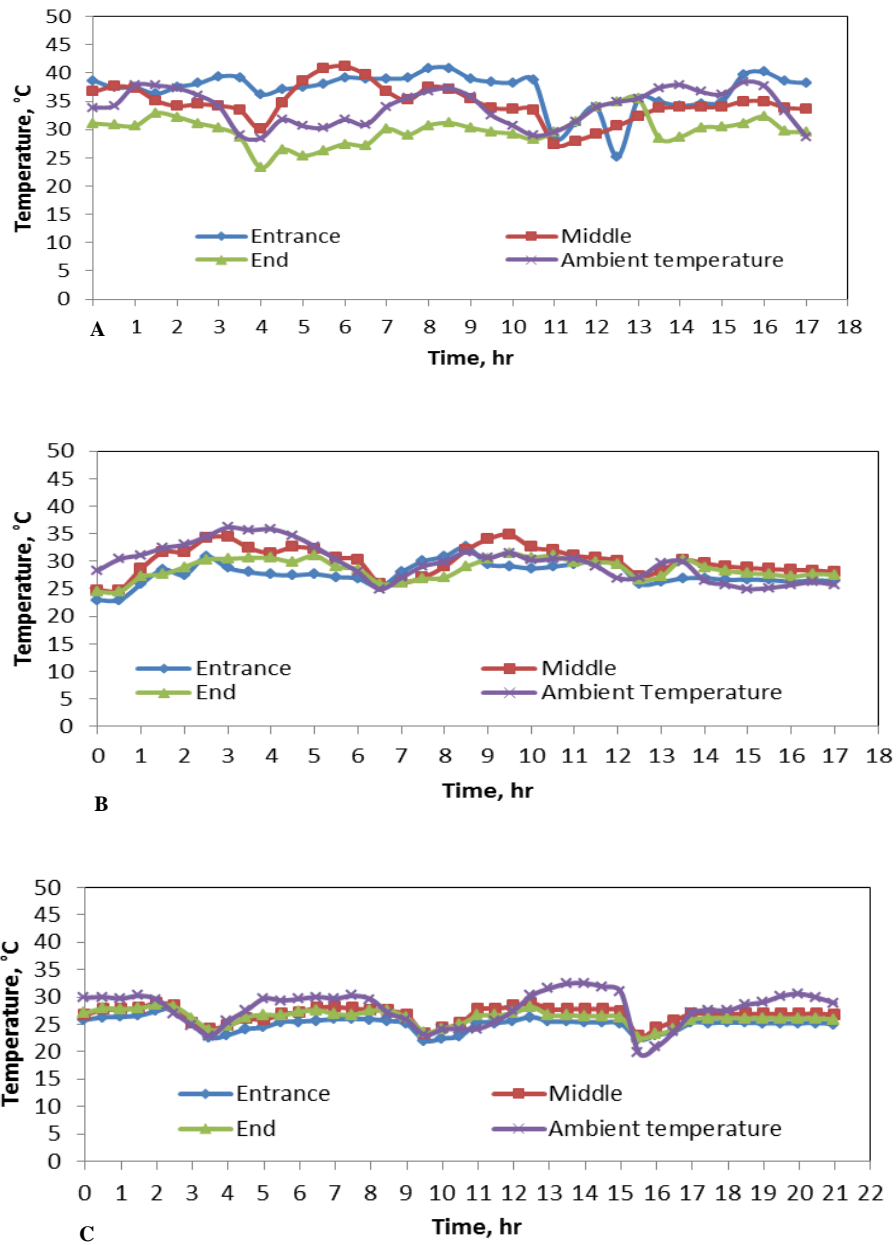 50
45
40
35
30
25
20
15
10
5
0
Temperature, ˚C
Entrance
Middle
End
Ambient temperature
1 2 3 4 5 6 7 8 9 10 11 12 13 14 15 16 17 18
A
Time, hr
50
45
40
35
30
25
20
15
10
5
0
Temperature, ˚C
Entrance
Middle
End
Ambient Temperature
0 1 2 3 4 5 6 7 8 9 10 11 12 13 14 15 16 17 18
Time, hr
B
50
45
40
35
30
25
20
15
10
5
0
Temperature, ˚C
Entrance
Middle
End
Ambient temperature
0 1 2 3 4 5 6 7 8 9 10 11 12 13 14 15 16 17 18 19 20 21 22
Time, hr
C